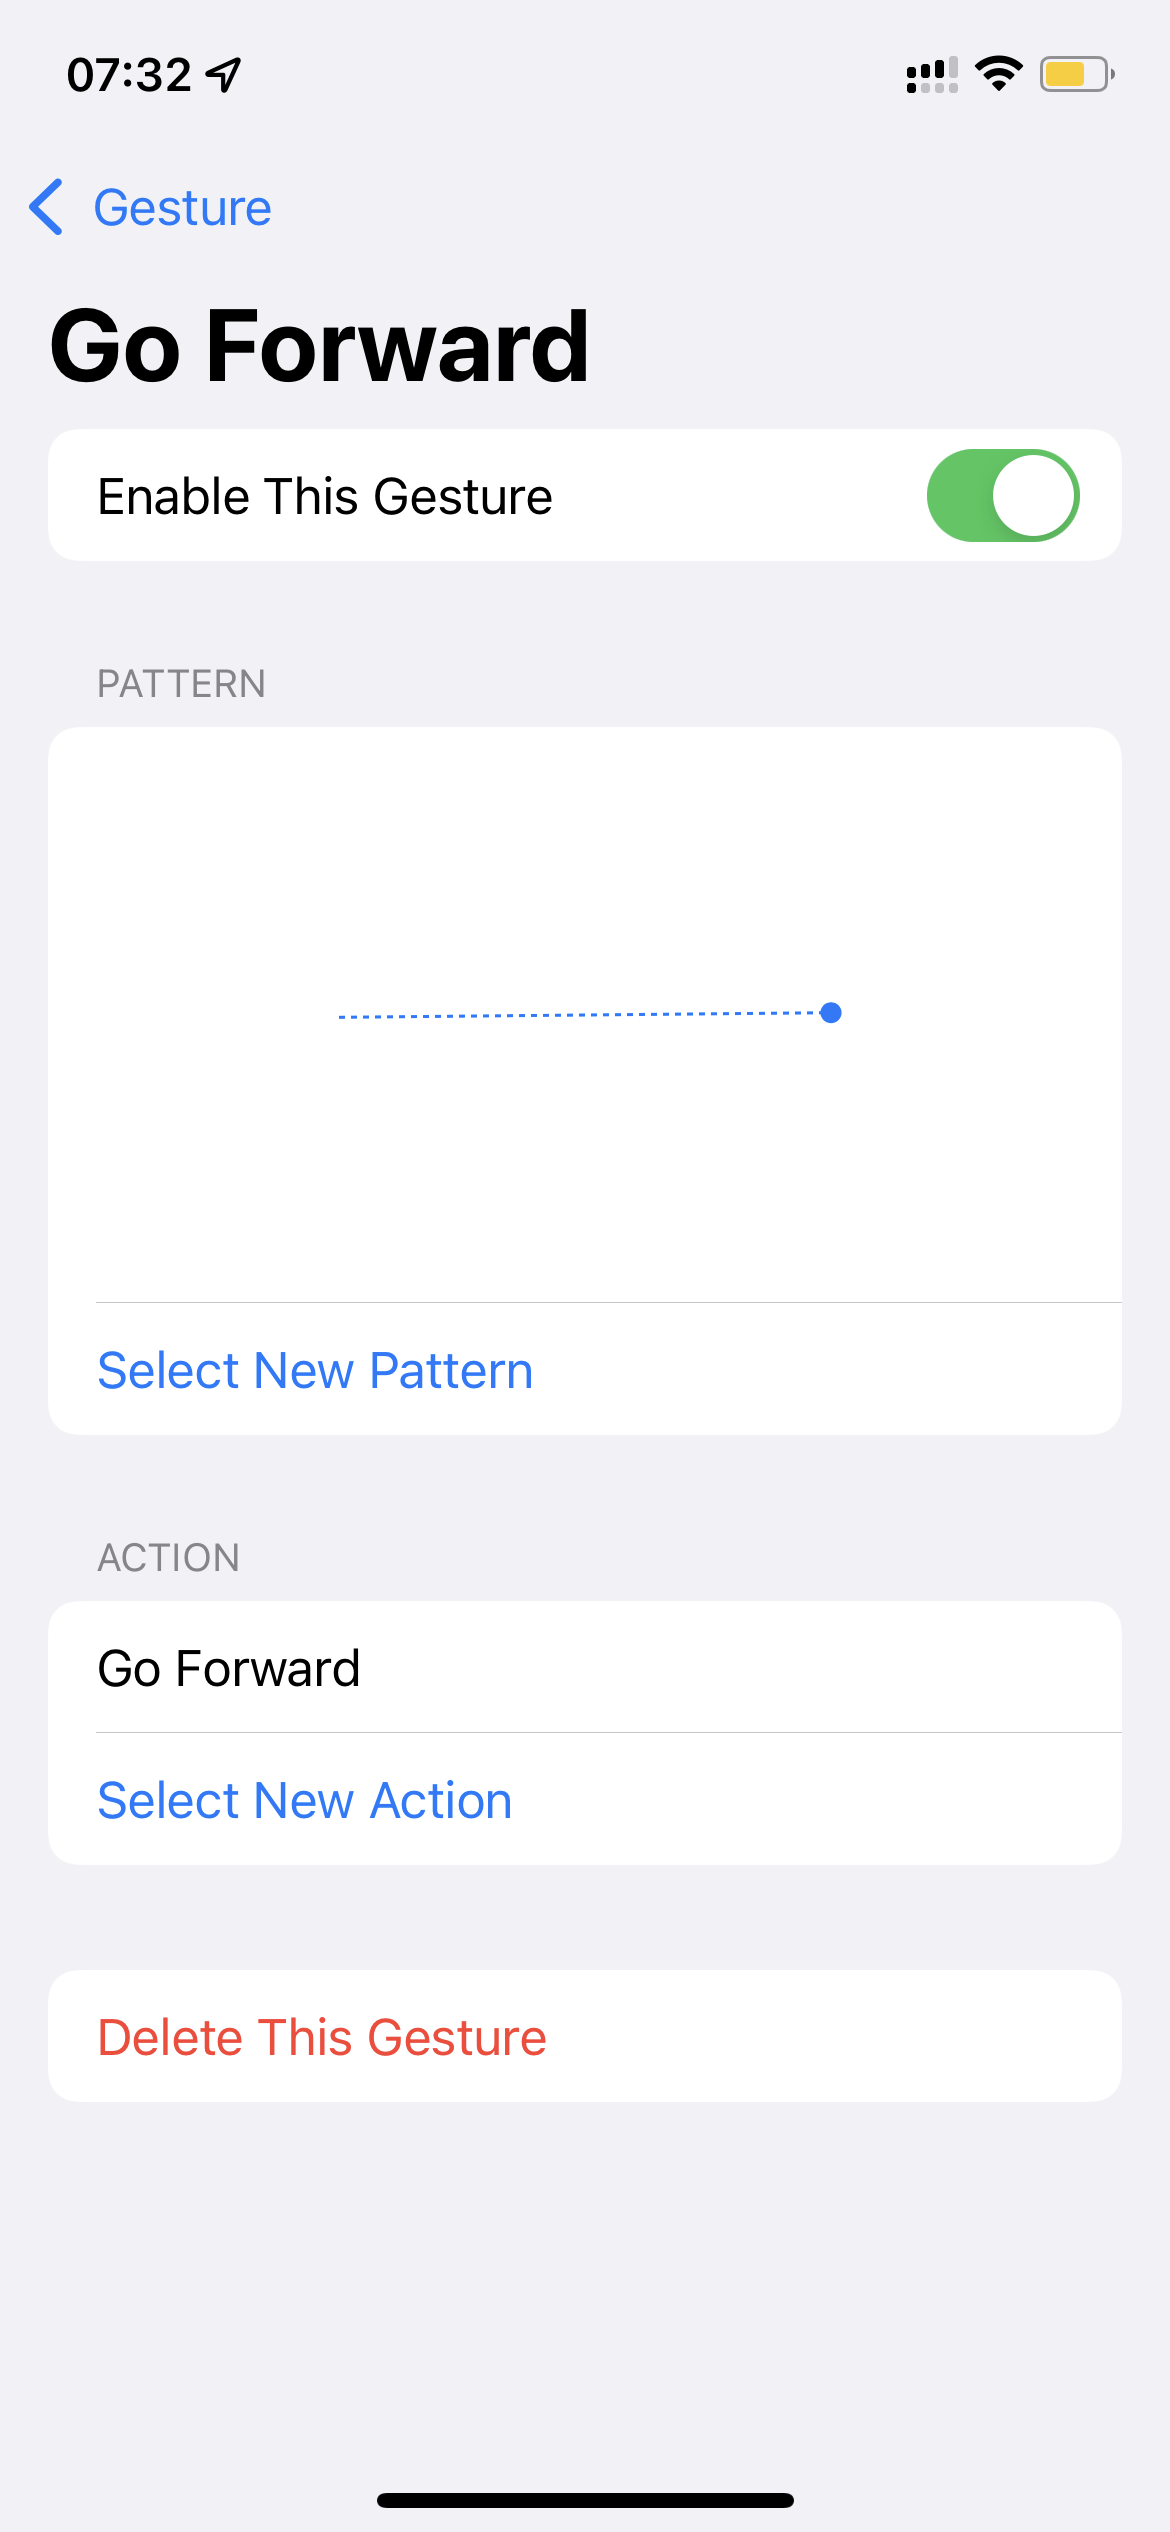 07:32
Gesture
Go Forward
Enable This Gesture
PATTERN
Select New Pattern
ACTION
Go Forward
Select New Action
Delete This Gesture